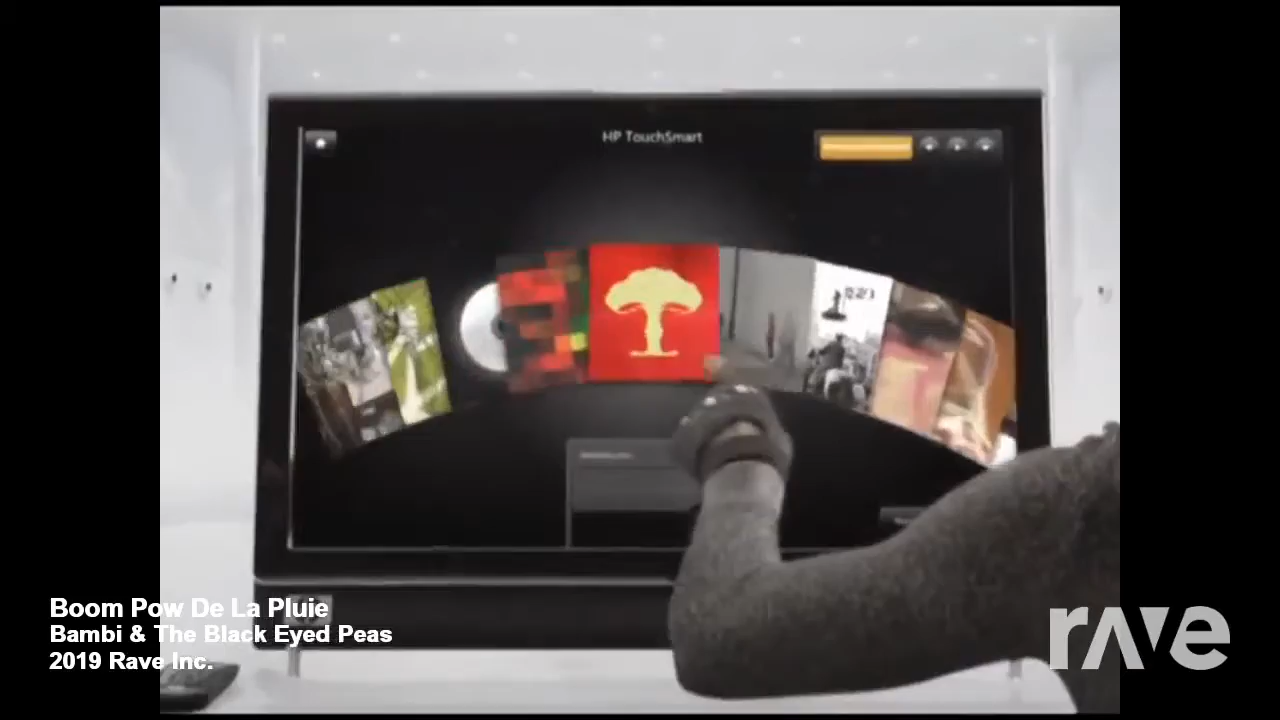 HP TouchSmart
Boom Pow De La Pluie
Bambi & The Black Eyed Peas
2019 Rave Inc.
rave